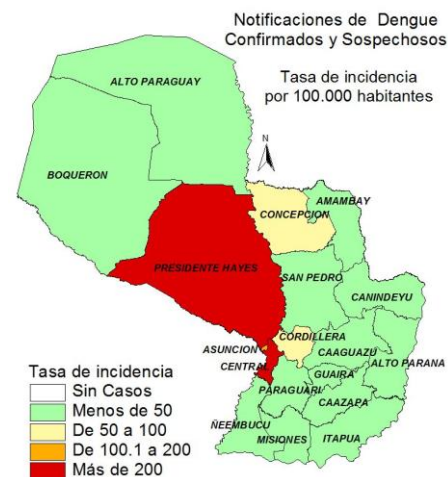 Notificaciones de Dengue
Confirmados y Sospechosos
Tasa de incidencia
por 100.000 habitantes
N
ALTO PARAGUAY
BOQUERON
CONCEPCION
AMAMBAY
PRESIDENTE HAYES
SAN PEDRO
CANINDEYU
CORDILLERA
ASUNCION
CAAGUAZU
ALTO PARANA
CENTRAL
GUAIRA
PARAGUARI
CAAZAPA
ÑEEMBUCU
MISIONES
ITAPUA
Tasa de incidencia
Sin Casos
Menos de 50
De 50 a 100
De 100.1 a 200
Más de 200